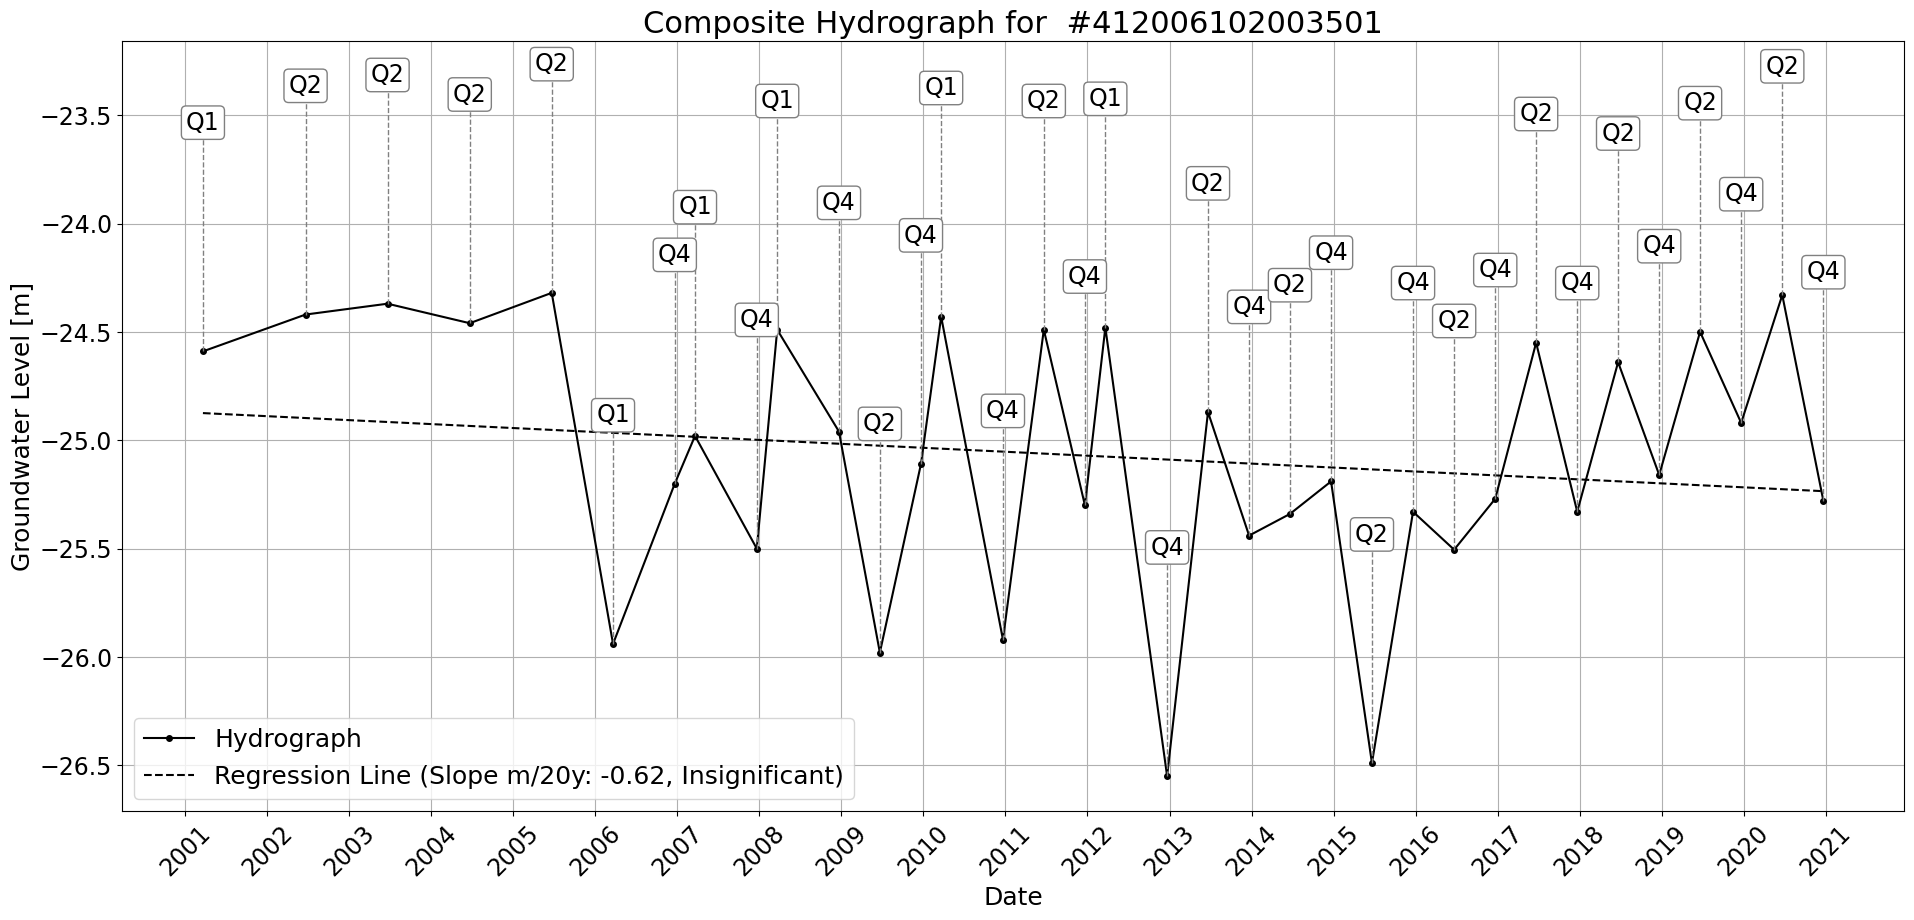 Composite Hydrograph for  #412006102003501
Groundwater Level [m]
−23.5
−24.0
−24.5
−25.0
−25.5
−26.0
−26.5
Q1
Q2
Q2
Q2
Q2
Q1
Q4
Q1
Q4
Q1
Q4
Q2
Q4
Q1
Q4
Q2
Q4
Q1
Q4
Q2
Q4
Q2
Q4
Q2
Q4
Q2
Q4
Q2
Q4
Q2
Q4
Q2
Q4
Q2
Q4
Hydrograph
Regression Line (Slope m/20y: -0.62, Insignificant)
2001
2002
2003
2004
2005
2006
2007
2008
2009
2010
2011
2012
2013
2014
2015
2016
2017
2018
2019
2020
2021
Date